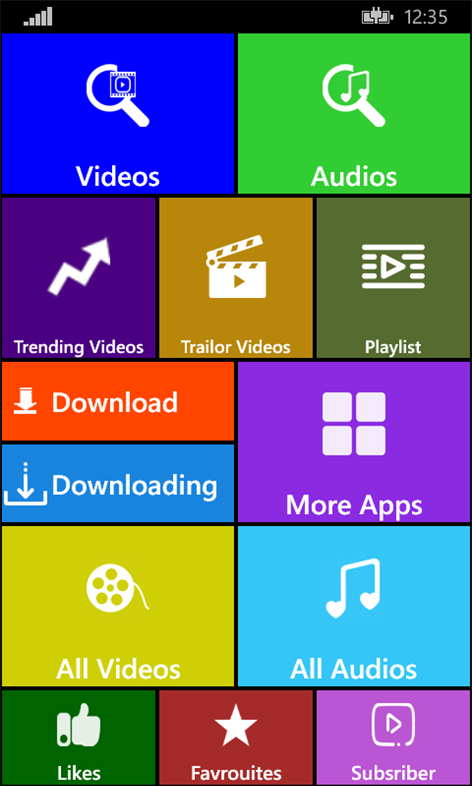 12:35
Videos
Audios
Trending Videos
Trailor Videos
Playlist
Download
Downloading
More Apps
All Videos
All Audios
Likes
Favrouites
Subsriber